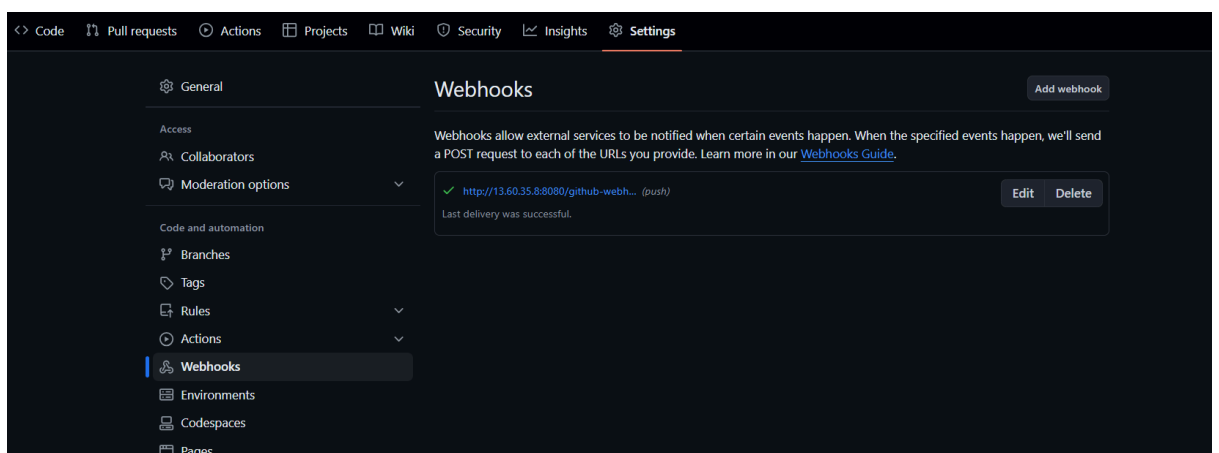 Code Pull requests Actions Projects Wiki Security Insights Settings
General
Access
Collaborators
Moderation options
Code and automation
Branches
Tags
Rules
Actions
Webhooks
Environments
Codespaces
Pages
Webhooks
Add webhook
Webhooks allow external services to be notified when certain events happen. When the specified events happen, we'll send
a POST request to each of the URLs you provide. Learn more in our Webhooks Guide.
http://13.60.35.8:8080/github-webh... (push)
Edit Delete
Last delivery was successful.